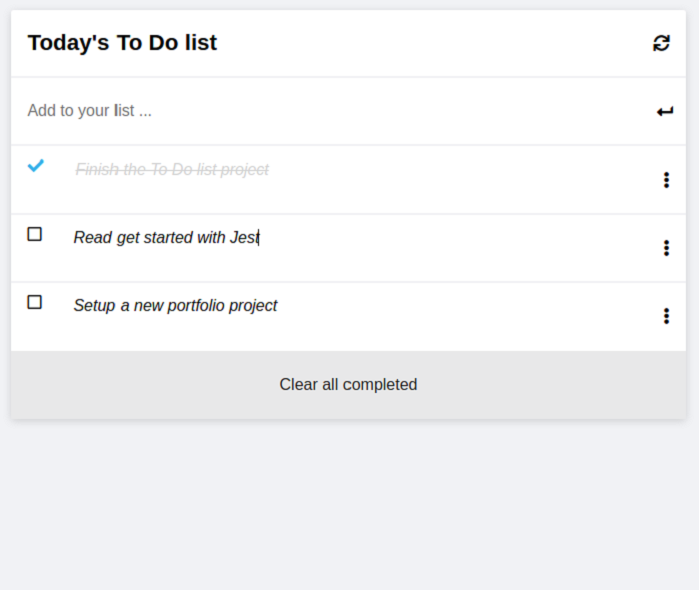 Today's To Do list
Add to your list ...
Finish the To Do list project
Read get started with Jest
Setup a new portfolio project
Clear all completed